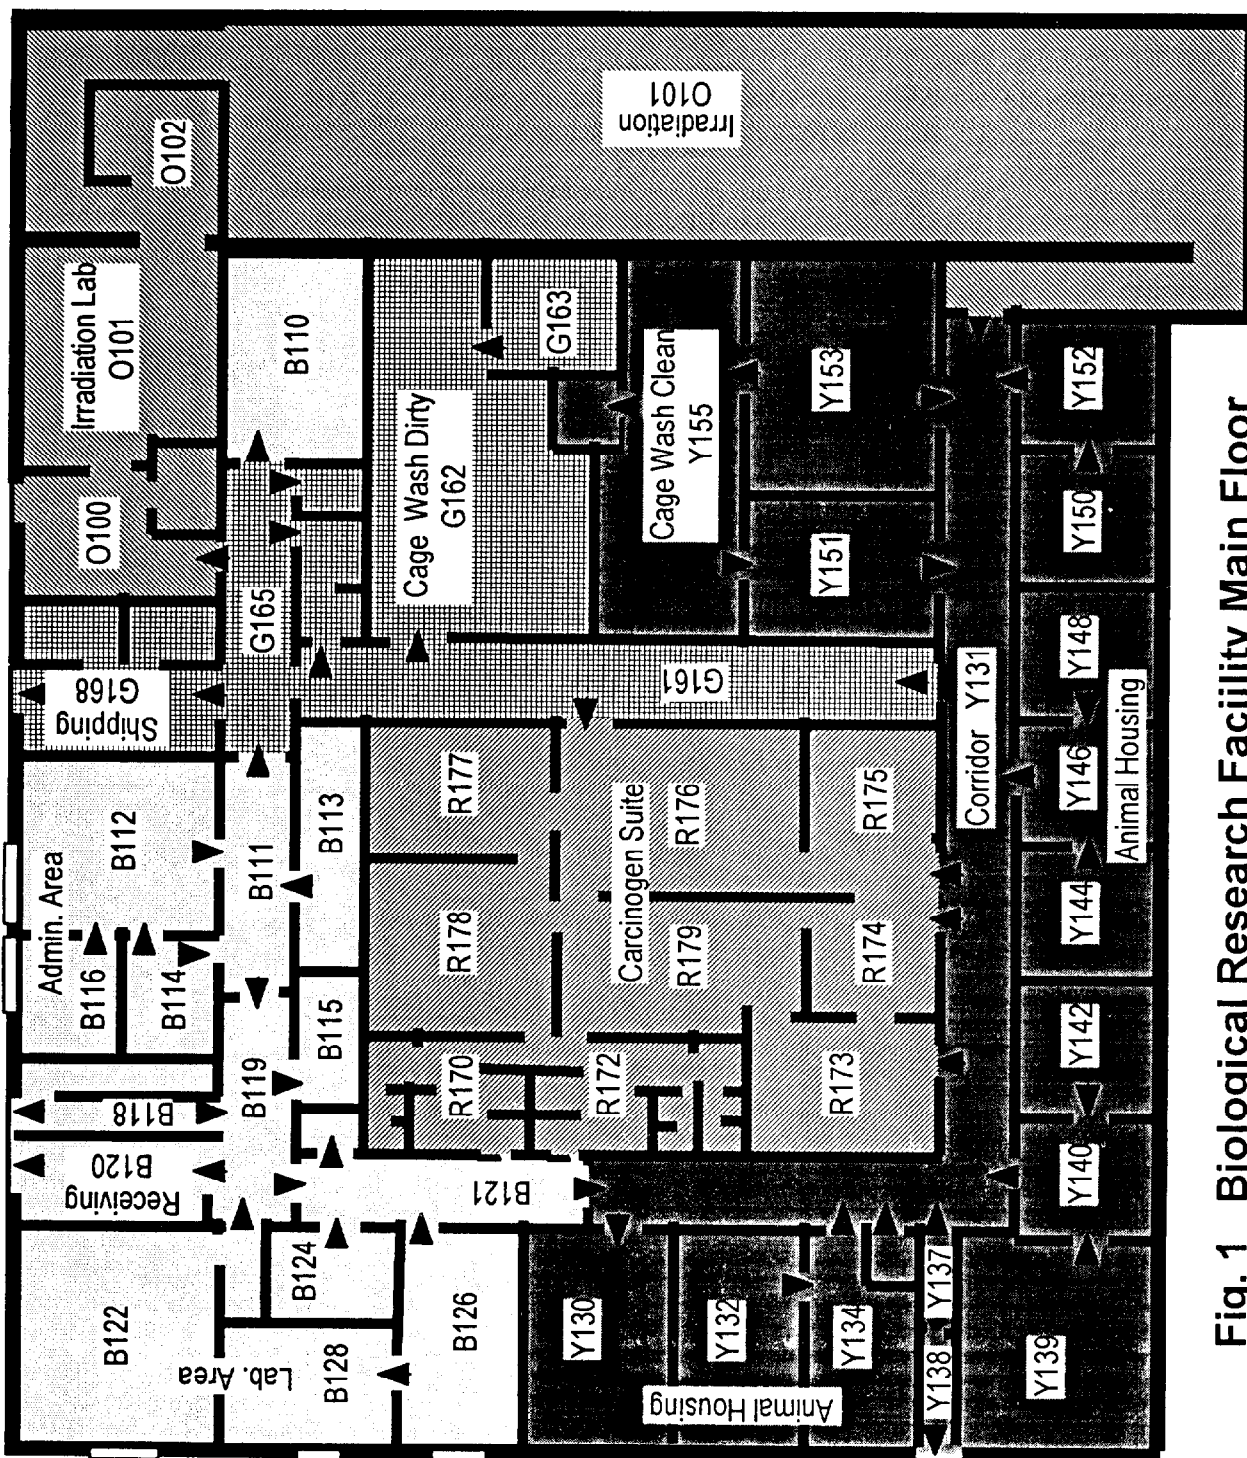 Irradiation Lab
O101
O102
O100
Irradiation
O101
Shipping
G168
G165
B110
Admin. Area
B112
B116
B114
B111
B113
B118
B119
B115
Receiving
B120
B121
B122
B124
Lab. Area
B128
B126
Cage Wash Dirty
G162
G163
G161
Cage Wash Clean
Y155
Y153
Y151
R177
R178
Carcinogen Suite
R176
R179
R175
R174
R170
R172
R173
Corridor Y131
Y152
Y150
Y148
Y146
Animal Housing
Y144
Y142
Y140
Y130
Y132
Y134
Animal Housing
Y137
Y138
Y139
Fig. 1 Biological Research Facility Main Floor